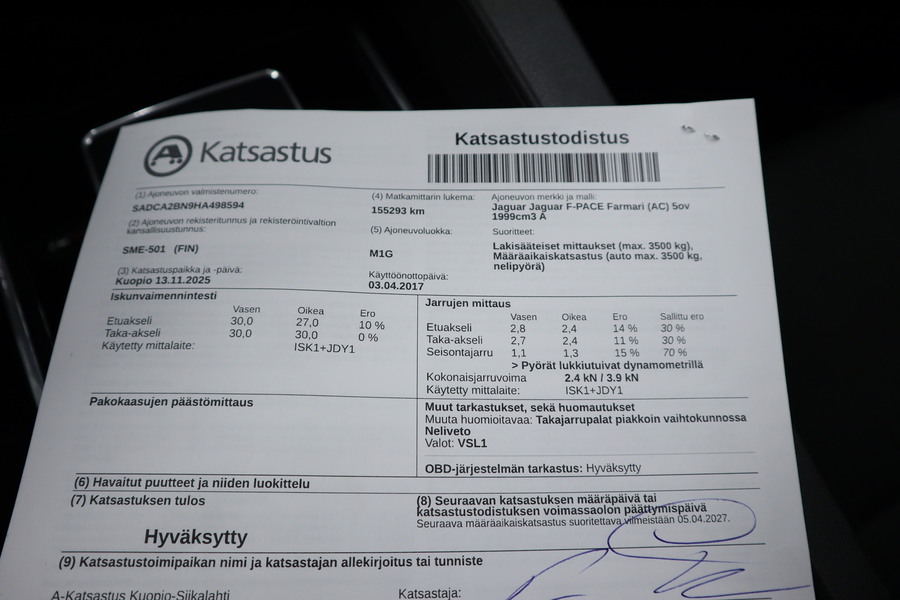 A Katsastus
Katsastustodistus
(1) Ajoneuvon valmistenumero:
SADCA2BN9HA498594
(2) Ajoneuvon rekisteritunnus ja rekisteröintivaltion
kansallisuustunnus:
SME-501 (FIN)
(3) Katsastuspaikka ja -päivä:
Kuopio 13.11.2025
(4) Matkamittarin lukema:
155293 km
(5) Ajoneuvoluokka:
M1G
Käyttöönottopäivä:
03.04.2017
Ajoneuvon merkki ja malli:
Jaguar Jaguar F-PACE Farmari (AC) 5ov
1999cm3 A
Suoritteet:
Lakisääteiset mittaukset (max. 3500 kg),
Määräaikaiskatsastus (auto max. 3500 kg,
nelipyörä)
Iskunvaimennintesti
Vasen Oikea Ero
Etuakseli 30,0 27,0 10 %
Taka-akseli 30,0 30,0 0 %
Käytetty mittalaite: ISK1+JDY1
Jarrujen mittaus
Vasen Oikea Ero Sallittu ero
Etuakseli 2,8 2,4 14 % 30 %
Taka-akseli 2,7 2,4 11 % 30 %
Seisontajarru 1,1 1,3 15 % 70 %
> Pyörät lukkiutuivat dynamometrillä
Kokonaisjarruvoima 2.4 kN / 3.9 kN
Käytetty mittalaite: ISK1+JDY1
Pakokaasujen päästömittaus
Muut tarkastukset, sekä huomautukset
Muuta huomioitavaa: Takajarrupalat piakkoin vaihtokunnossa
Neliveto
Valot: VSL1
OBD-järjestelmän tarkastus: Hyväksytty
(6) Havaitut puutteet ja niiden luokittelu
(7) Katsastuksen tulos
Hyväksytty
(8) Seuraavan katsastuksen määräpäivä tai
katsastustodistuksen voimassaolon päättymispäivä
Seuraava määräaikaiskatsastus suoritettava viimeistään 05.04.2027.
(9) Katsastustoimipaikan nimi ja katsastajan allekirjoitus tai tunniste
A-Katsastus Kuopio-Siikalahti
Katsastaja: